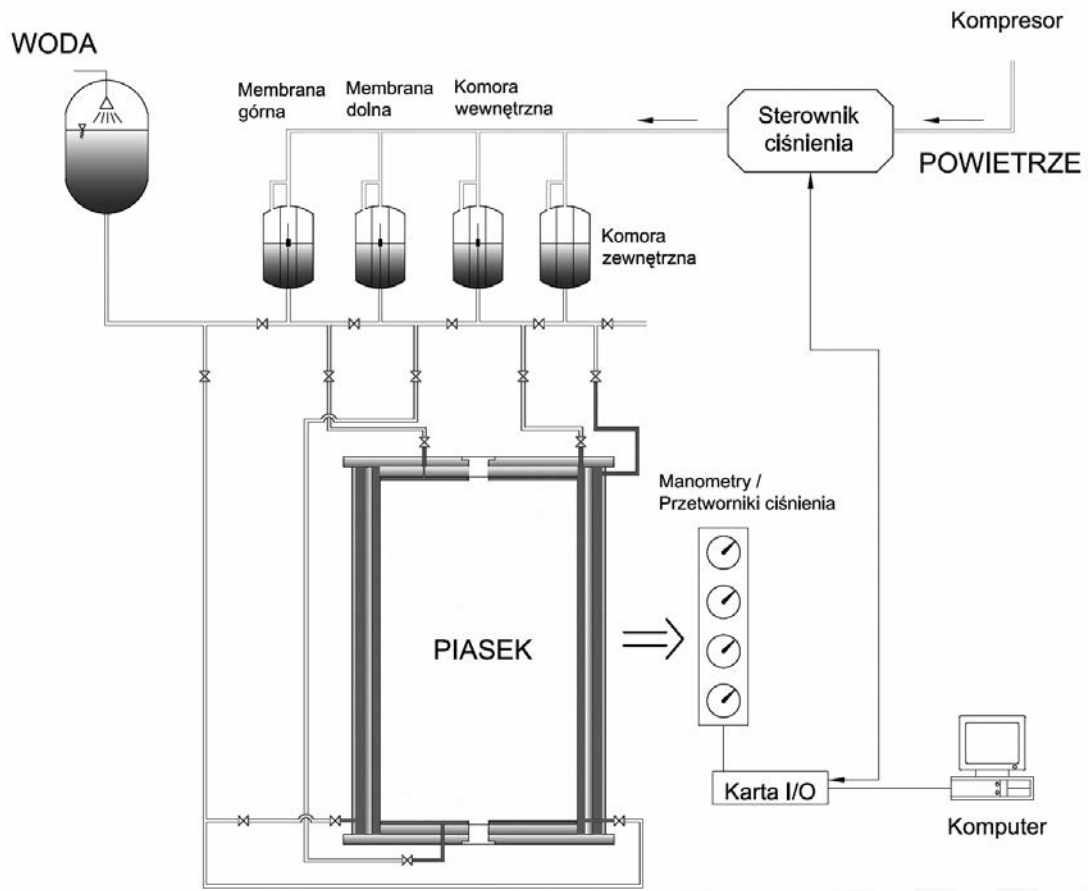 Kompresor
WODA
Membrana
górna
Membrana
dolna
Komora
wewnętrzna
Sterownik
ciśnienia
POWIETRZE
Komora
zewnętrzna
Manometry /
Przetworniki ciśnienia
PIASEK
Karta I/O
Komputer